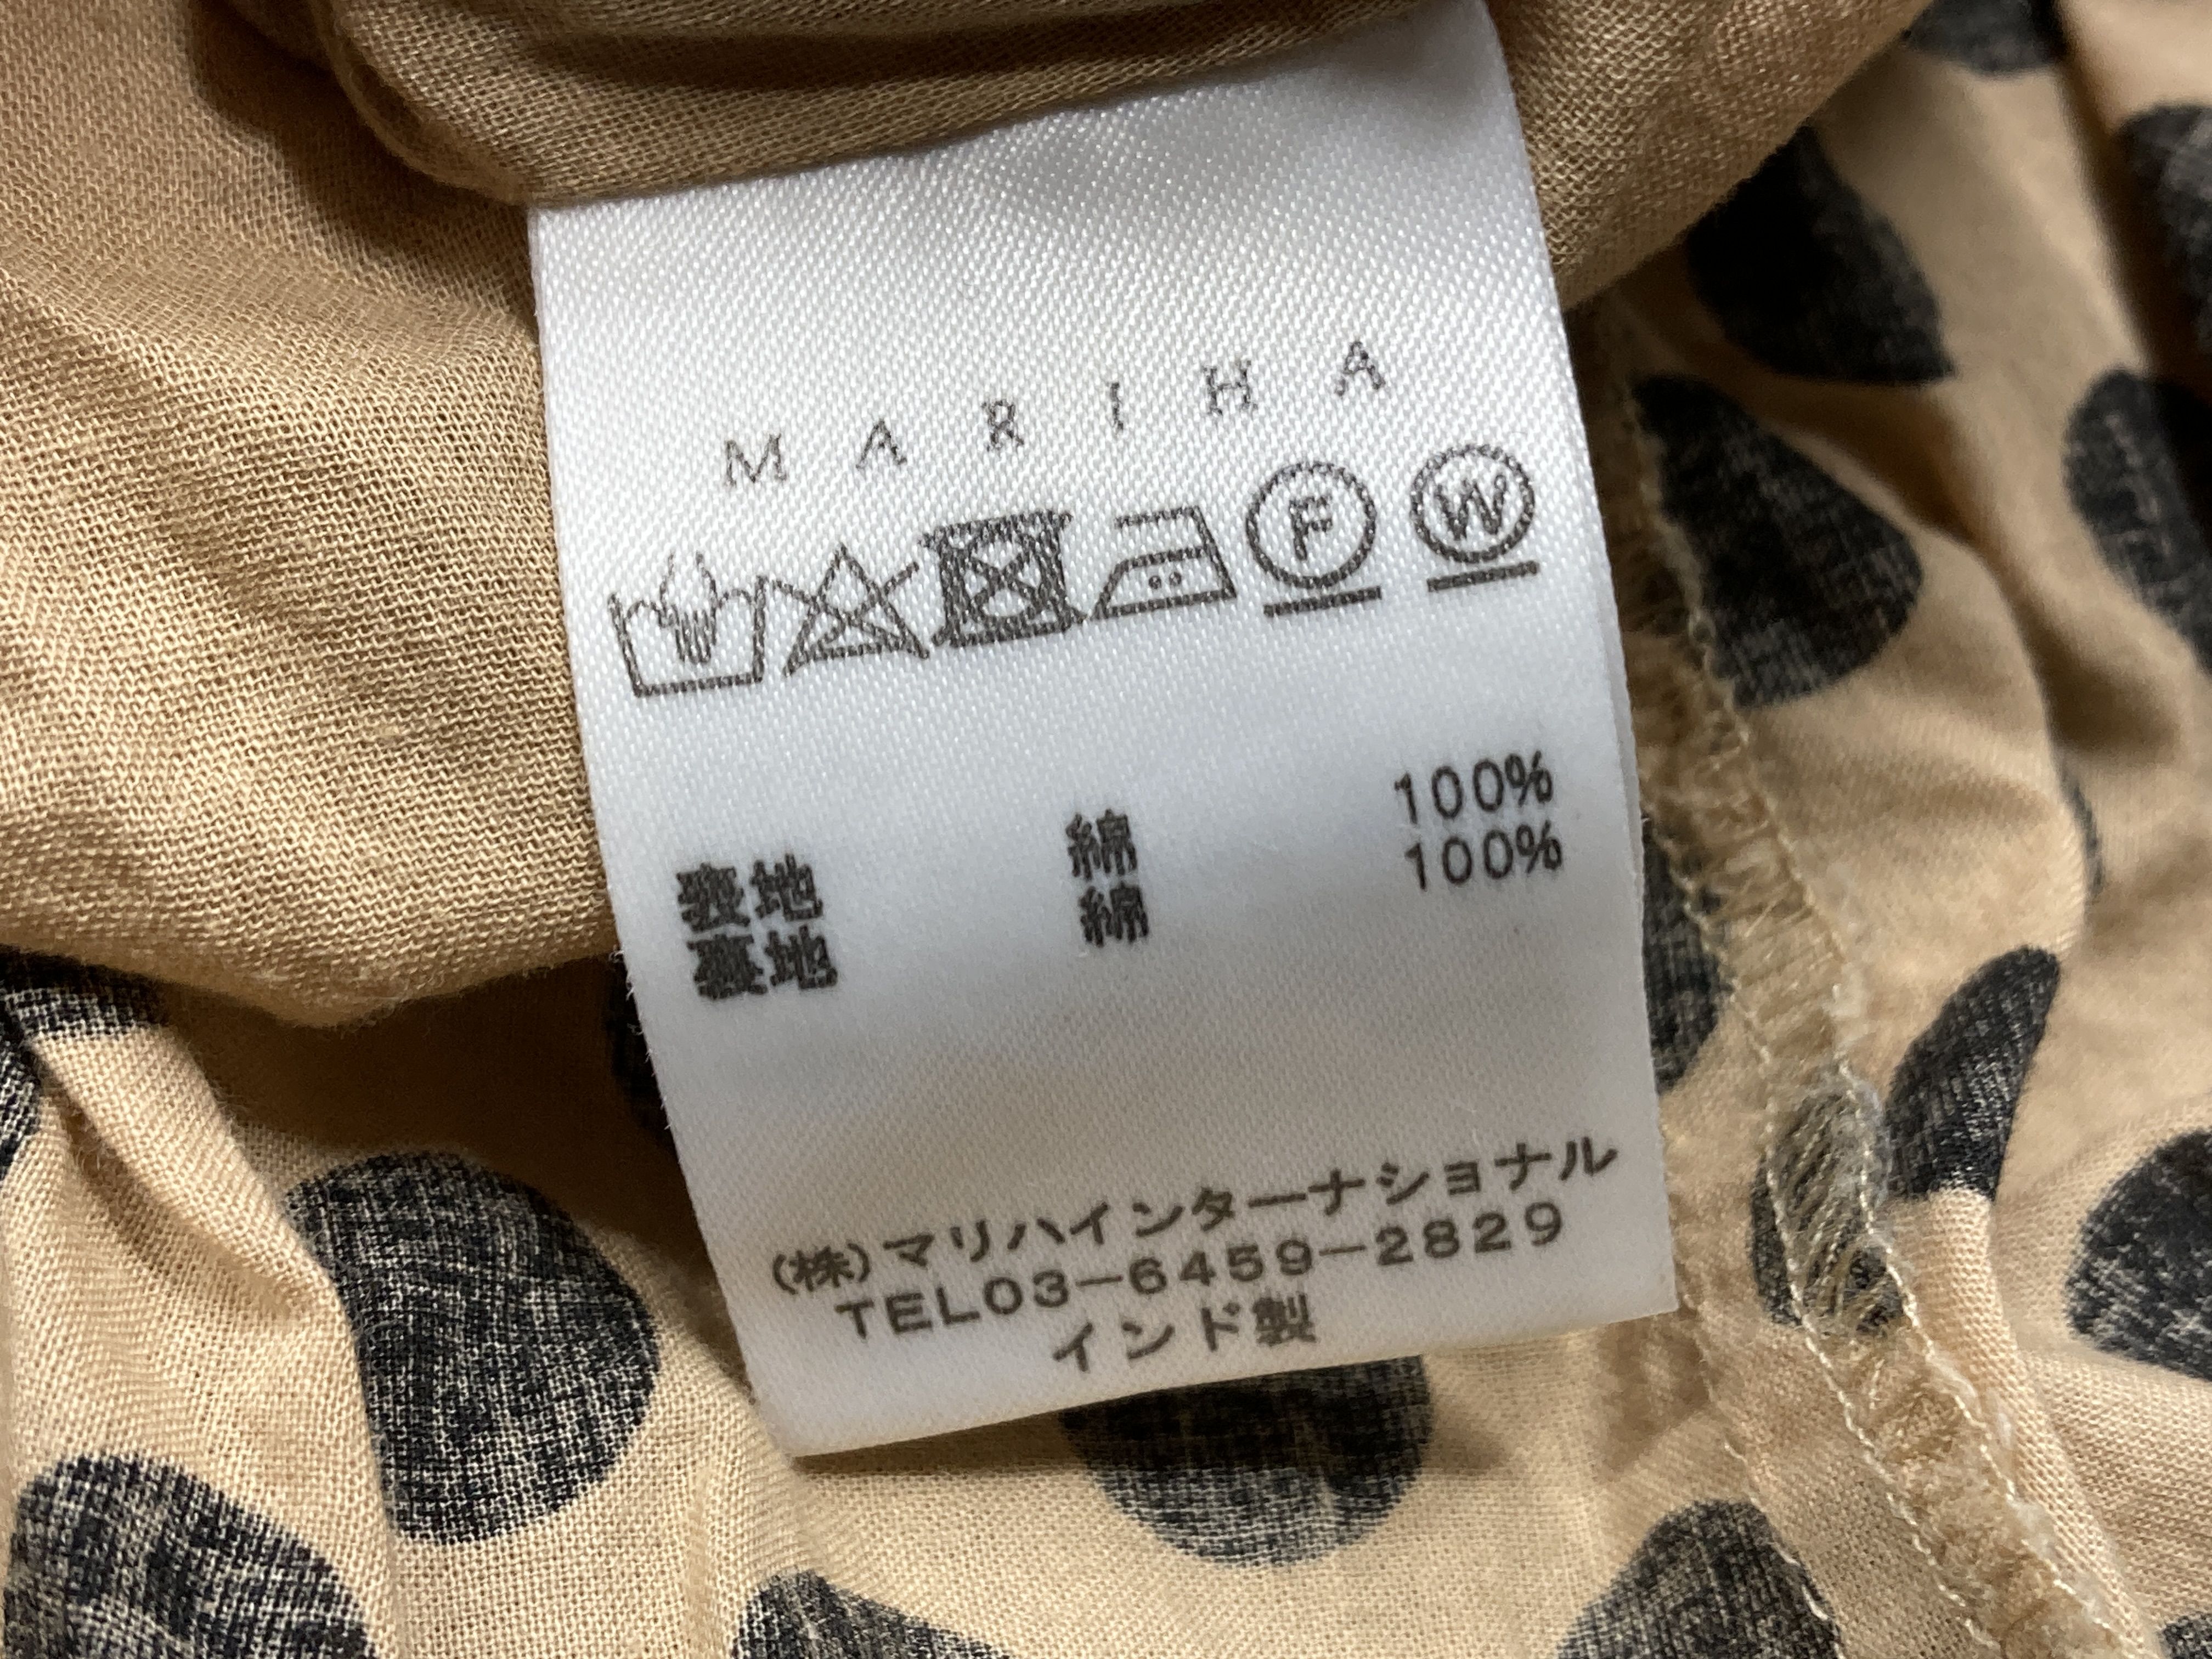 MARIHA
F W
表地 綿 100%
裏地 綿 100%
(株)マリハインターナショナル
TEL03-6459-2829
インド製